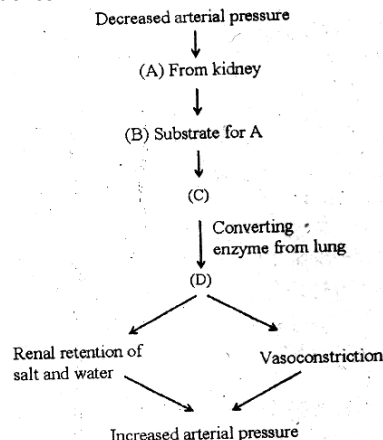 Decreased arterial pressure
(A) From kidney
(B) Substrate for A
(C)
Converting
enzyme from lung
(D)
Renal retention of
salt and water
Vasoconstriction
Increased arterial pressure